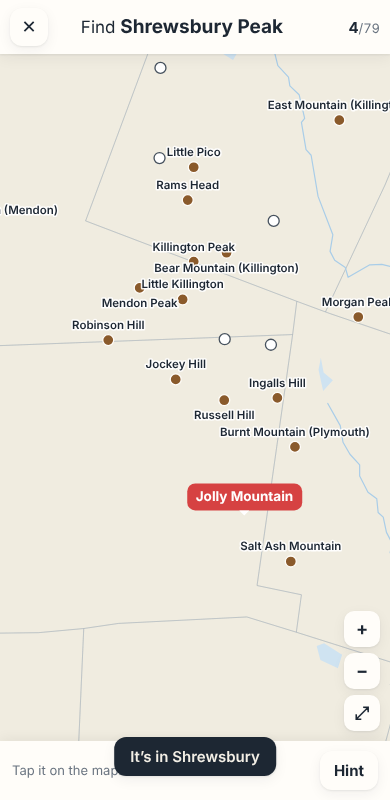 ✕
Find Shrewsbury Peak
4/79
East Mountain (Killingt
Little Pico
Rams Head
(Mendon)
Killington Peak
Bear Mountain (Killington)
Little Killington
Mendon Peak
Morgan Peak
Robinson Hill
Jockey Hill
Ingalls Hill
Russell Hill
Burnt Mountain (Plymouth)
Jolly Mountain
Salt Ash Mountain
+
−
It's in Shrewsbury
Tap it on the map
Hint